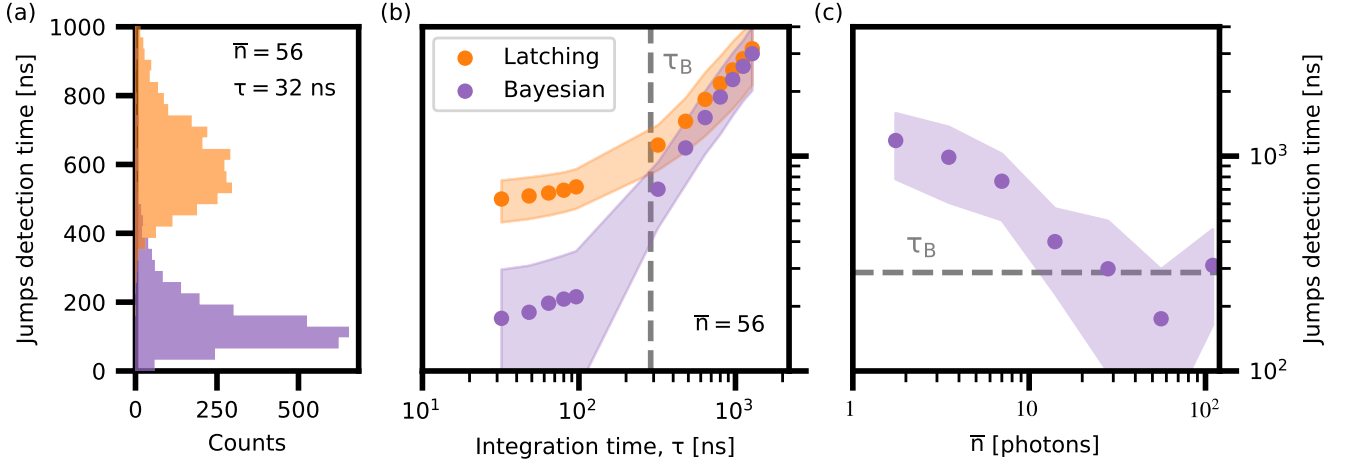 (a)
n̅ = 56
τ = 32 ns
Jumps detection time [ns]
1000
800
600
400
200
0
0
250
500
Counts
(b)
Latching
Bayesian
τB
n̅ = 56
10¹
10²
10³
Integration time, τ [ns]
(c)
τB
1
10
10²
n̅ [photons]
10³
10²
Jumps detection time [ns]